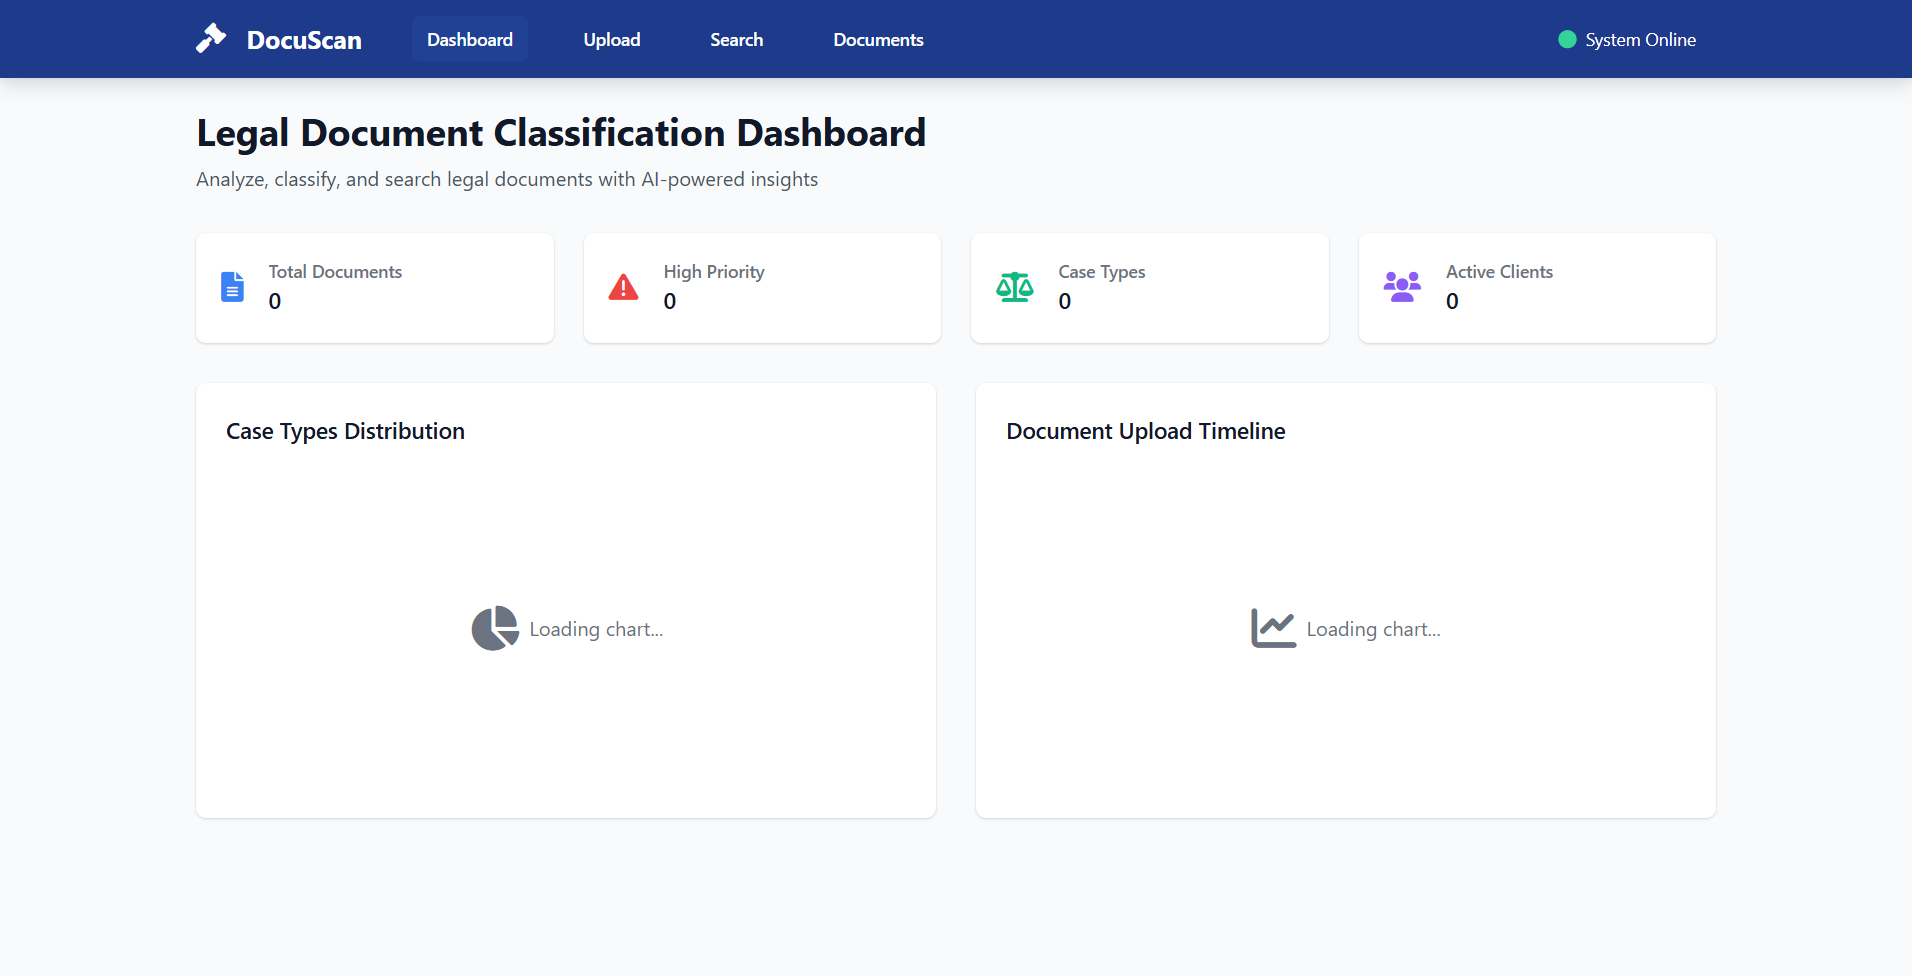 DocuScan
Dashboard
Upload
Search
Documents
System Online
Legal Document Classification Dashboard
Analyze, classify, and search legal documents with AI-powered insights
Total Documents
0
High Priority
0
Case Types
0
Active Clients
0
Case Types Distribution
Loading chart...
Document Upload Timeline
Loading chart...